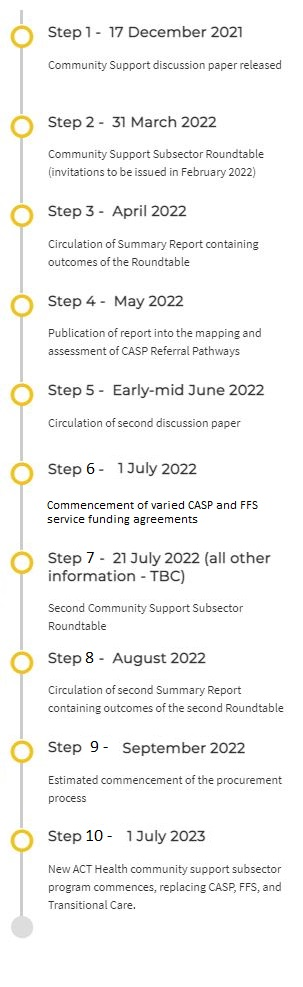 Step 1 - 17 December 2021
Community Support discussion paper released
Step 2 - 31 March 2022
Community Support Subsector Roundtable
(invitations to be issued in February 2022)
Step 3 - April 2022
Circulation of Summary Report containing
outcomes of the Roundtable
Step 4 - May 2022
Publication of report into the mapping and
assessment of CASP Referral Pathways
Step 5 - Early-mid June 2022
Circulation of second discussion paper
Step 6 - 1 July 2022
Commencement of varied CASP and FFS
service funding agreements
Step 7 - 21 July 2022 (all other
information - TBC)
Second Community Support Subsector
Roundtable
Step 8 - August 2022
Circulation of second Summary Report
containing outcomes of the second Roundtable
Step 9 - September 2022
Estimated commencement of the procurement
process
Step 10 - 1 July 2023
New ACT Health community support subsector
program commences, replacing CASP, FFS, and
Transitional Care.